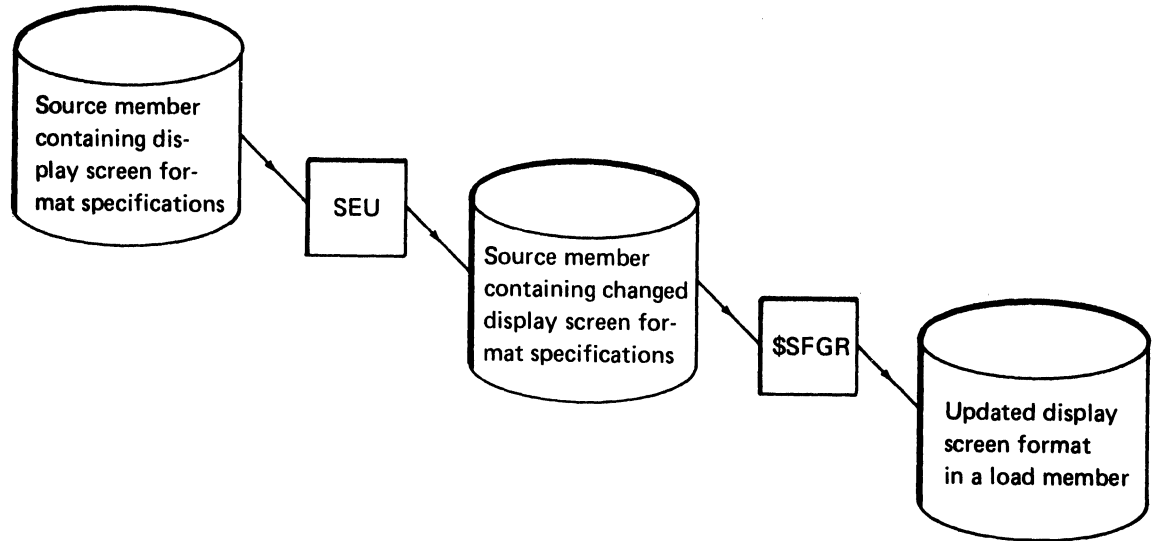 Source member
containing dis-
play screen for-
mat specifications
SEU
Source member
containing changed
display screen for-
mat specifications
$SFGR
Updated display
screen format
in a load member